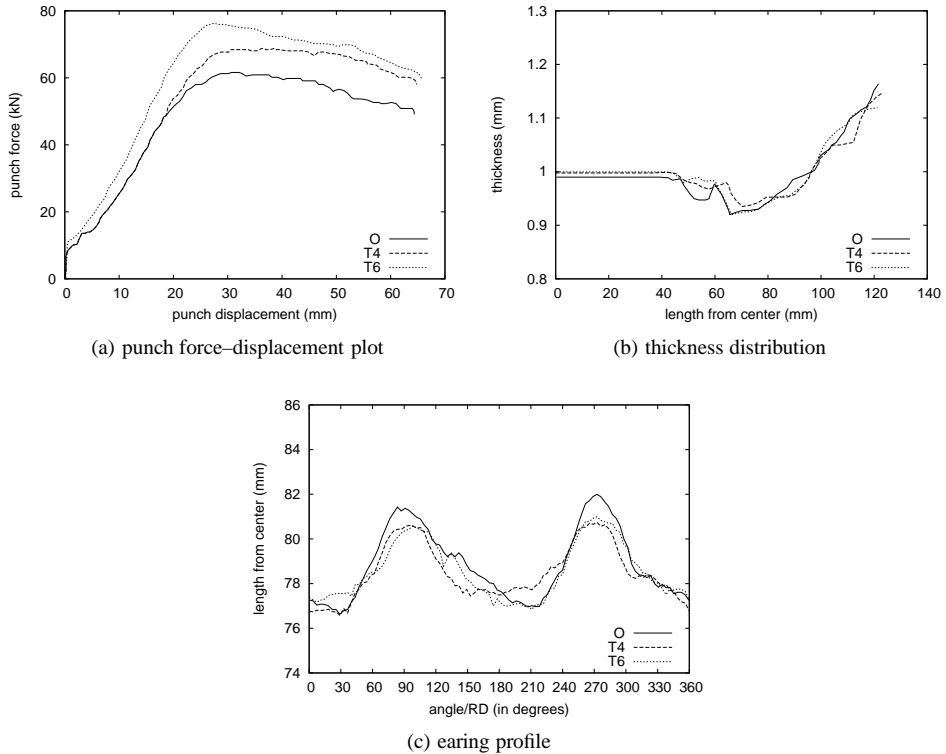 80
60
40
20
0
punch force (kN)
O
T4
T6
0 10 20 30 40 50 60 70
punch displacement (mm)
(a) punch force–displacement plot
1.3
1.2
1.1
1
0.9
0.8
thickness (mm)
O
T4
T6
0 20 40 60 80 100 120 140
length from center (mm)
(b) thickness distribution
86
84
82
80
78
76
74
length from center (mm)
O
T4
T6
0 30 60 90 120 150 180 210 240 270 300 330 360
angle/RD (in degrees)
(c) earing profile